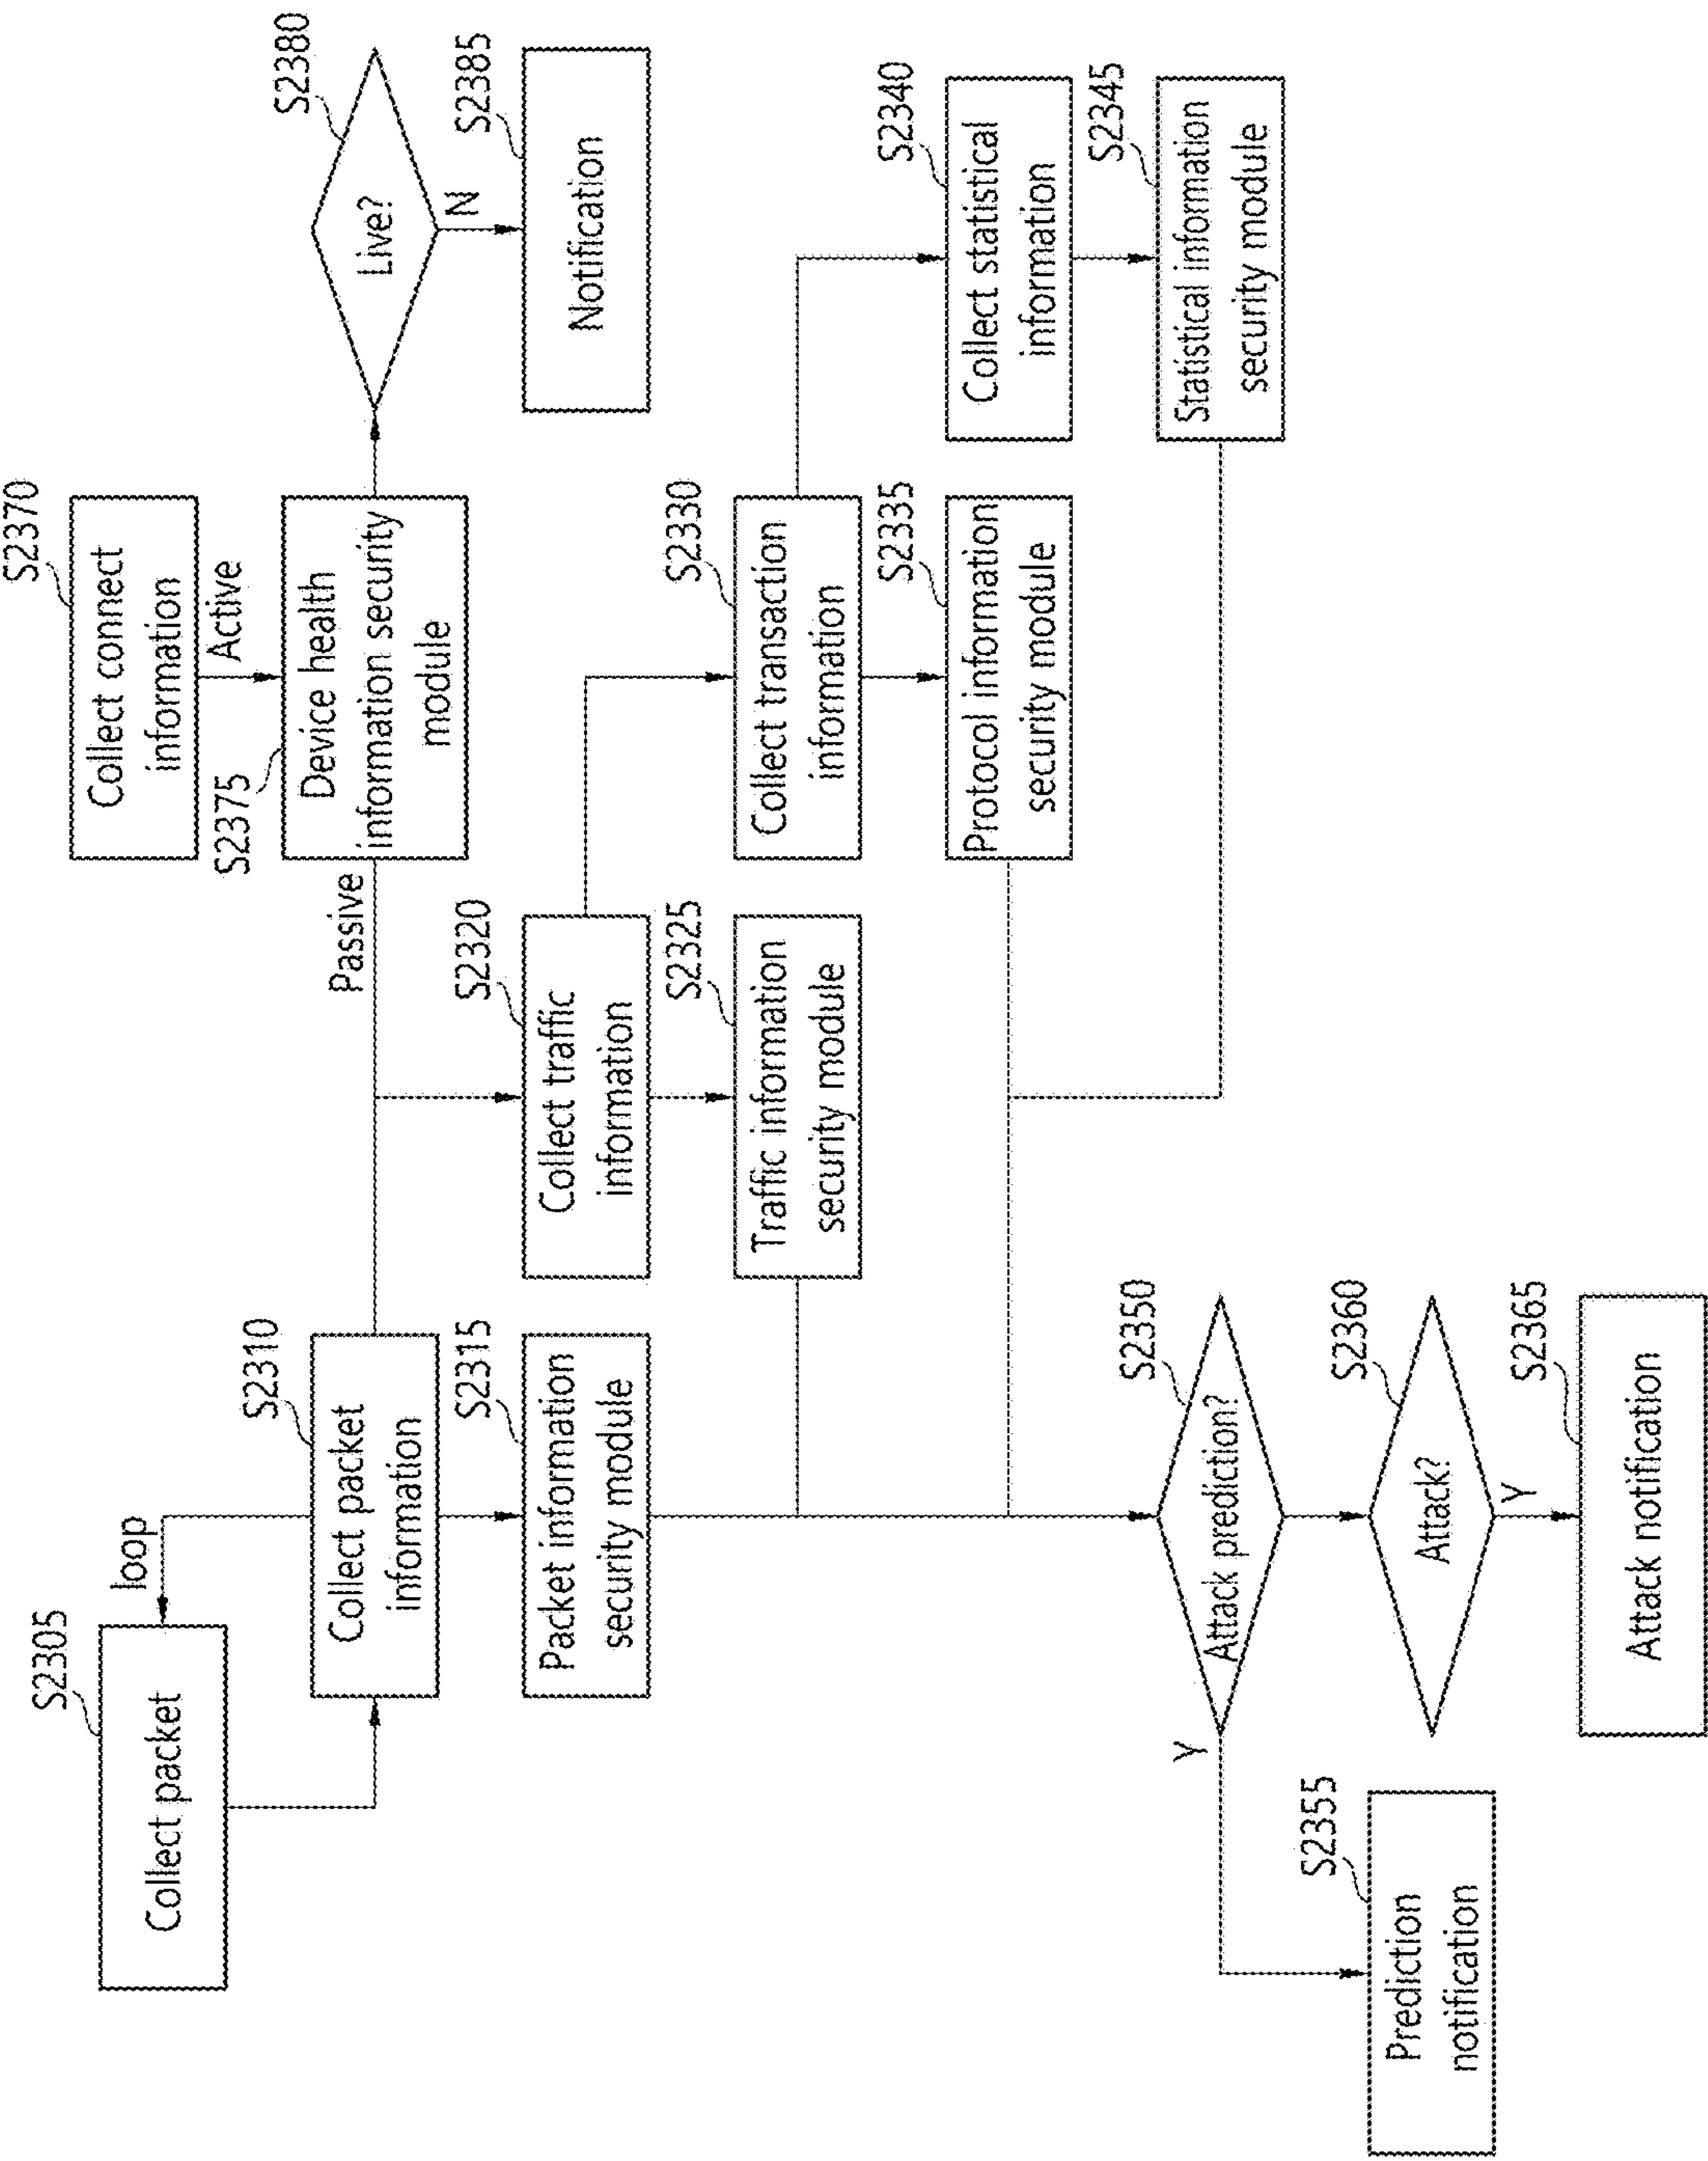 S2305
Collect packet
loop
S2310
Collect packet
information
S2315
Packet information
security module
Passive
S2320
Collect traffic
information
S2325
Traffic information
security module
S2370
Collect connect
information
Active
S2375
Device health
information security
module
S2380
Live?
N
S2385
Notification
S2330
Collect transaction
information
S2335
Protocol information
security module
S2340
Collect statistical
information
S2345
Statistical information
security module
S2350
Attack prediction?
Y
S2355
Prediction
notification
S2360
Attack?
Y
S2365
Attack notification